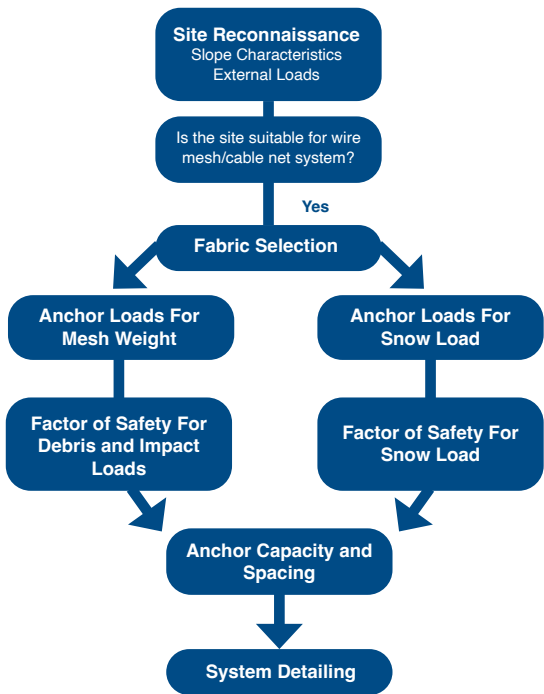 Site Reconnaissance
Slope Characteristics
External Loads
Is the site suitable for wire
mesh/cable net system?
Yes
Fabric Selection
Anchor Loads For
Mesh Weight
Anchor Loads For
Snow Load
Factor of Safety For
Debris and Impact
Loads
Factor of Safety For
Snow Load
Anchor Capacity and
Spacing
System Detailing